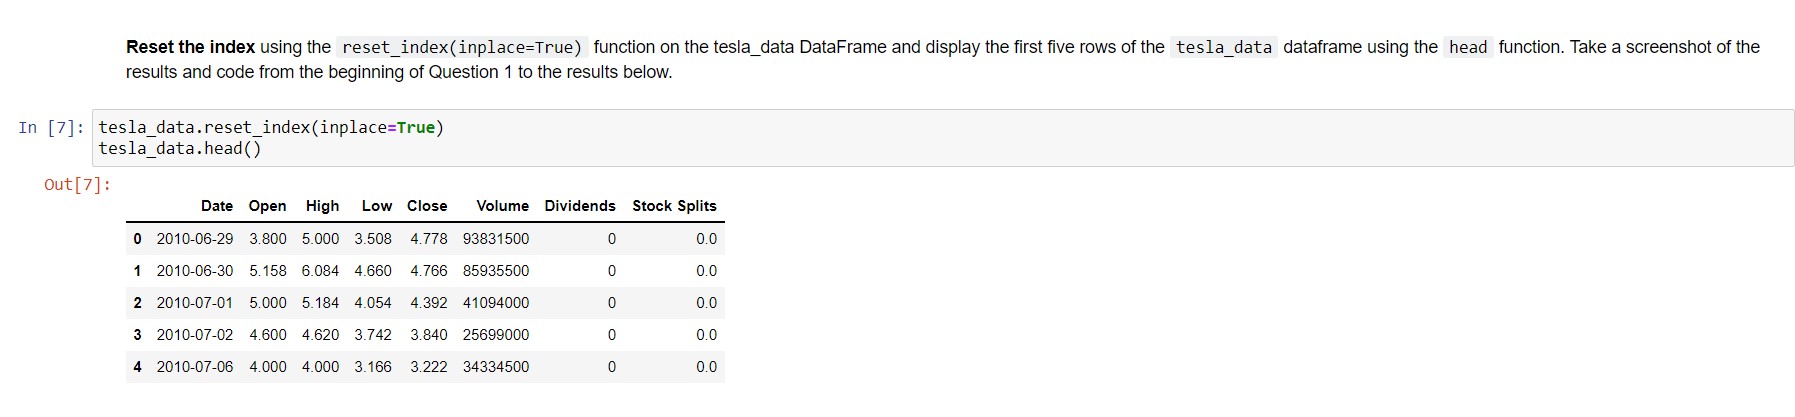 Reset the index using the reset_index(inplace=True) function on the tesla_data DataFrame and display the first five rows of the tesla_data dataframe using the head function. Take a screenshot of the
results and code from the beginning of Question 1 to the results below.
In [7]: tesla_data.reset_index(inplace=True)
tesla_data.head()
Out[7]:
Date Open High Low Close Volume Dividends Stock Splits
0 2010-06-29 3.800 5.000 3.508 4.778 93831500 0 0.0
1 2010-06-30 5.158 6.084 4.660 4.766 85935500 0 0.0
2 2010-07-01 5.000 5.184 4.054 4.392 41094000 0 0.0
3 2010-07-02 4.600 4.620 3.742 3.840 25699000 0 0.0
4 2010-07-06 4.000 4.000 3.166 3.222 34334500 0 0.0